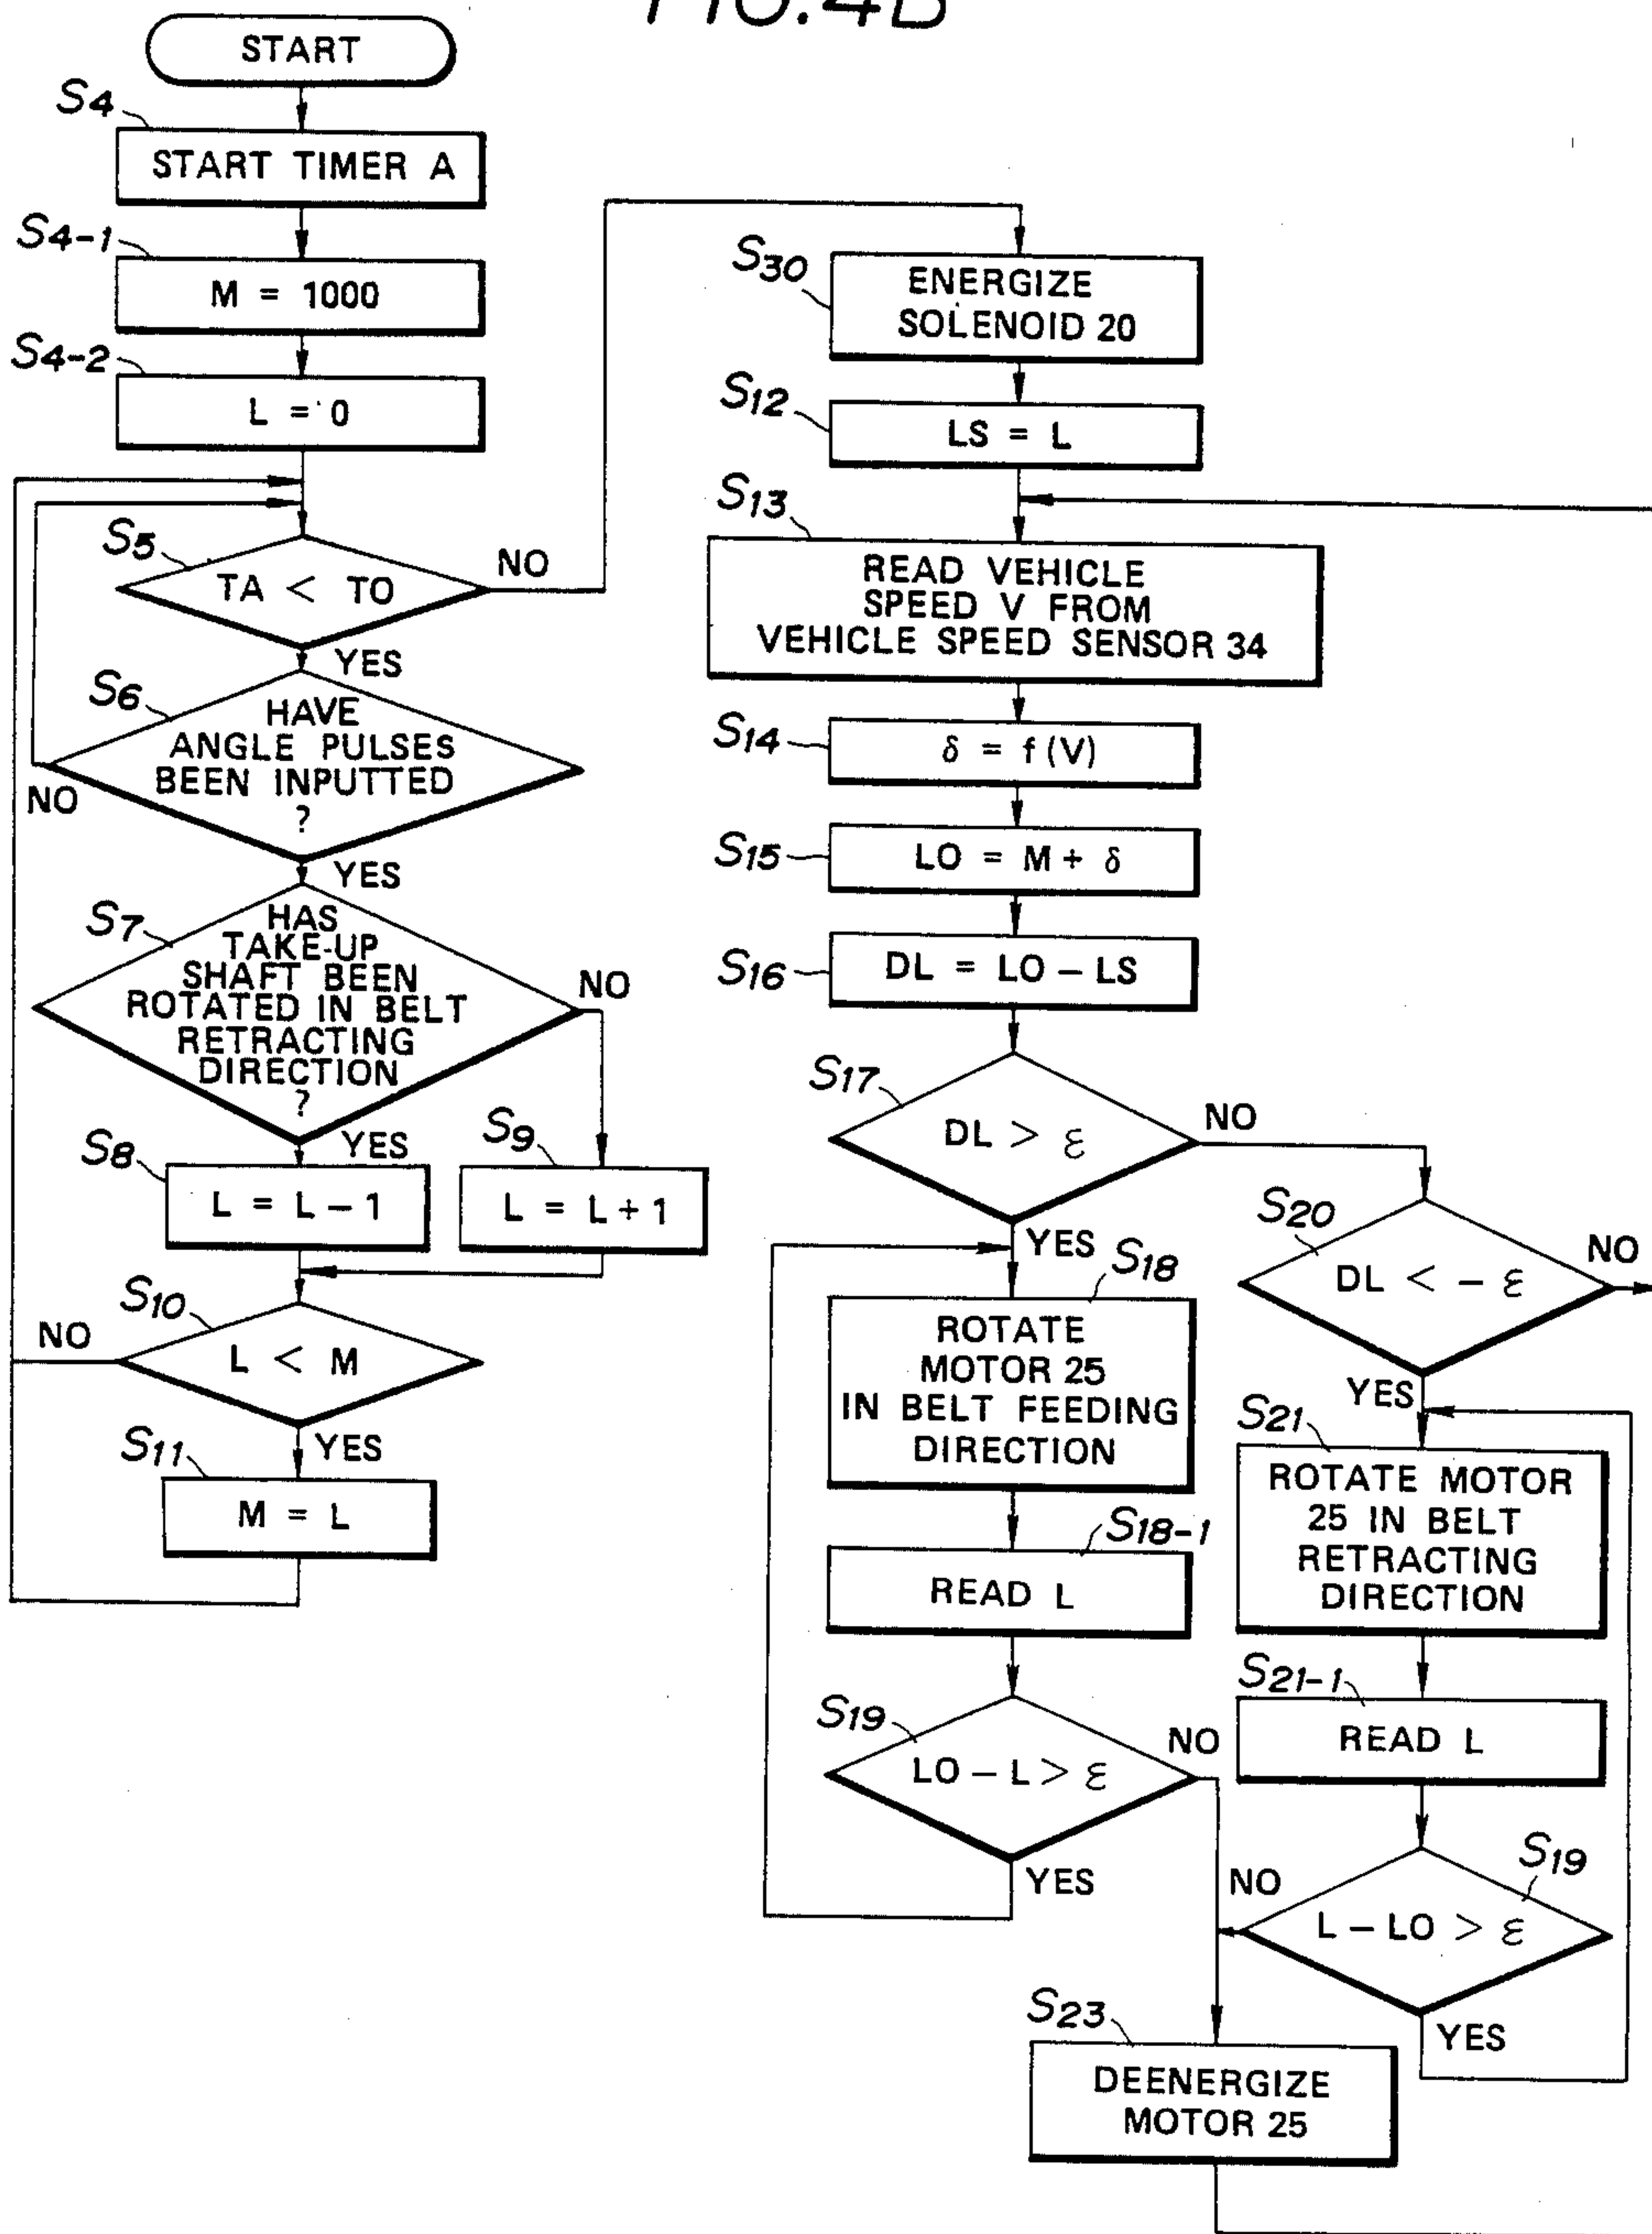 FIG. 4B
START
S4
START TIMER A
S4-1
M = 1000
S4-2
L = 0
S5
TA < TO
NO
YES
S6
HAVE
ANGLE PULSES
BEEN INPUTTED
?
NO
YES
S7
HAS
TAKE-UP
SHAFT BEEN
ROTATED IN BELT
RETRACTING
DIRECTION
?
NO
YES
S8
L = L - 1
S9
L = L + 1
S10
L < M
NO
YES
S11
M = L
S30
ENERGIZE
SOLENOID 20
S12
LS = L
S13
READ VEHICLE
SPEED V FROM
VEHICLE SPEED SENSOR 34
S14
δ = f (V)
S15
LO = M + δ
S16
DL = LO - LS
S17
DL > ε
NO
YES
S18
ROTATE
MOTOR 25
IN BELT FEEDING
DIRECTION
S18-1
READ L
S19
LO - L > ε
NO
YES
S20
DL < - ε
NO
YES
S21
ROTATE MOTOR
25 IN BELT
RETRACTING
DIRECTION
S21-1
READ L
S19
L - LO > ε
NO
YES
S23
DEENERGIZE
MOTOR 25